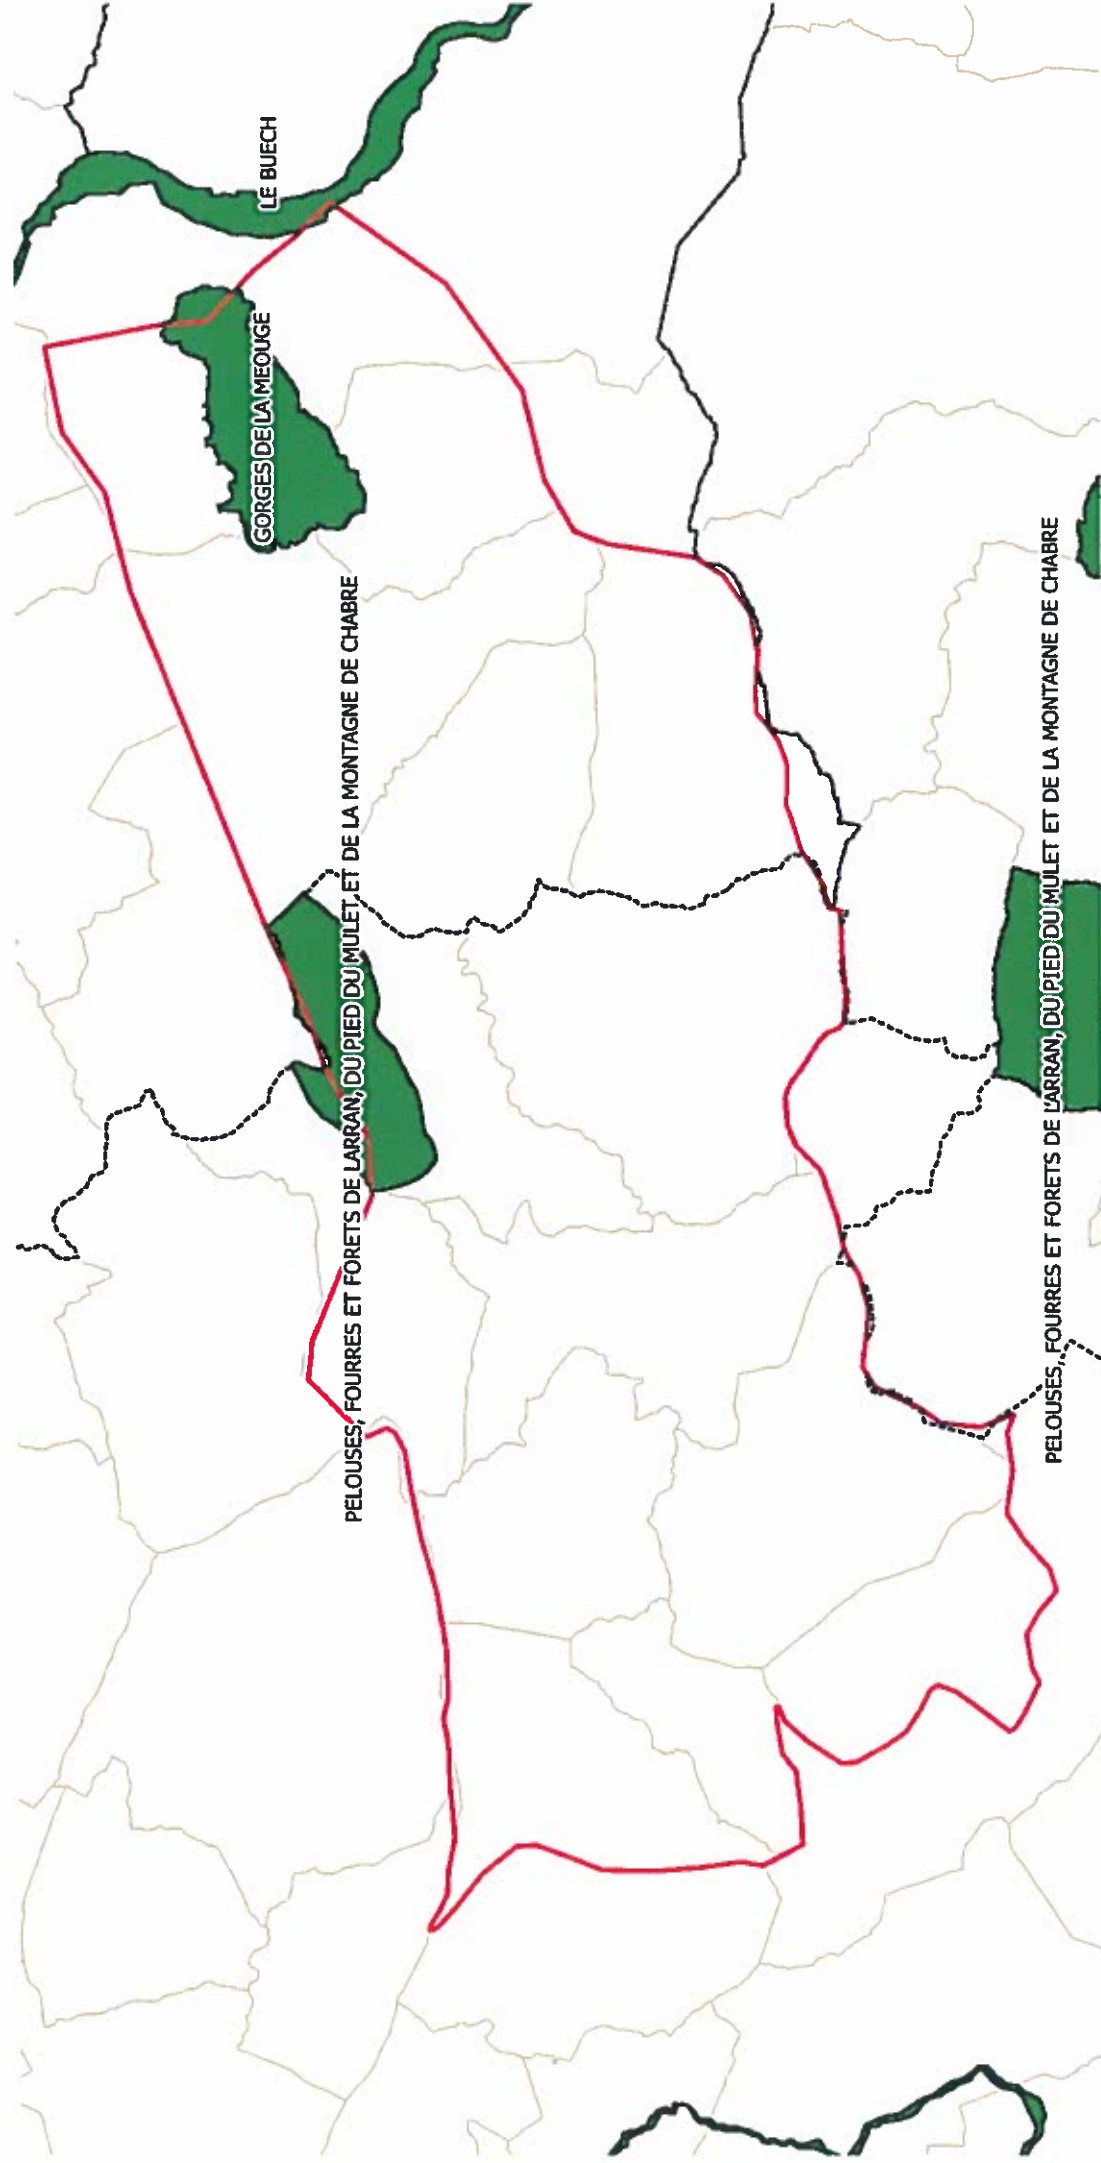 LE BUECH
GORGES DE LA MEOUGE
PELOUSES, FOURRES ET FORETS DE LARRAN, DU PIED DU MULET ET DE LA MONTAGNE DE CHABRE
PELOUSES, FOURRES ET FORETS DE L'ARRAN, DU PIED DU MULET ET DE LA MONTAGNE DE CHABRE